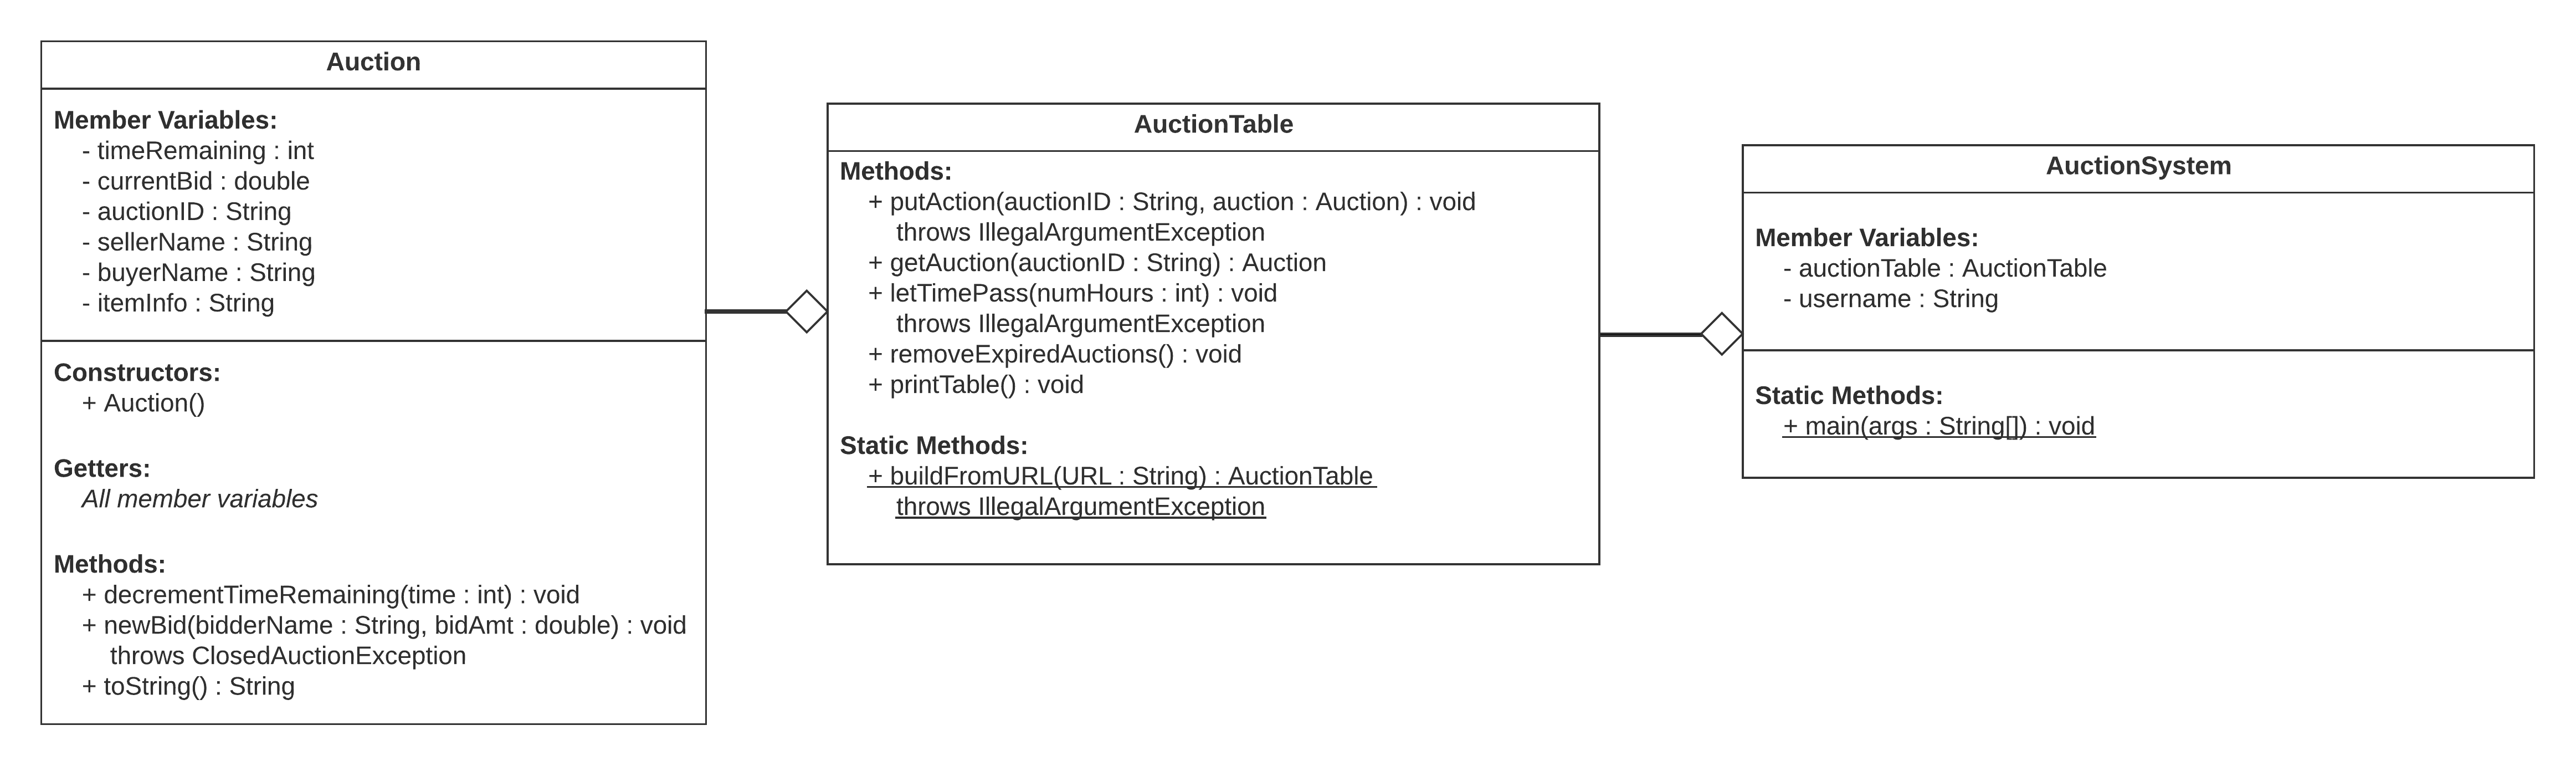 Auction
Member Variables:
- timeRemaining : int
- currentBid : double
- auctionID : String
- sellerName : String
- buyerName : String
- itemInfo : String
Constructors:
+ Auction()
Getters:
All member variables
Methods:
+ decrementTimeRemaining(time : int) : void
+ newBid(bidderName : String, bidAmt : double) : void
throws ClosedAuctionException
+ toString() : String
AuctionTable
Methods:
+ putAction(auctionID : String, auction : Auction) : void
throws IllegalArgumentException
+ getAuction(auctionID : String) : Auction
+ letTimePass(numHours : int) : void
throws IllegalArgumentException
+ removeExpiredAuctions() : void
+ printTable() : void
Static Methods:
+ buildFromURL(URL : String) : AuctionTable
throws IllegalArgumentException
AuctionSystem
Member Variables:
- auctionTable : AuctionTable
- username : String
Static Methods:
+ main(args : String[]) : void